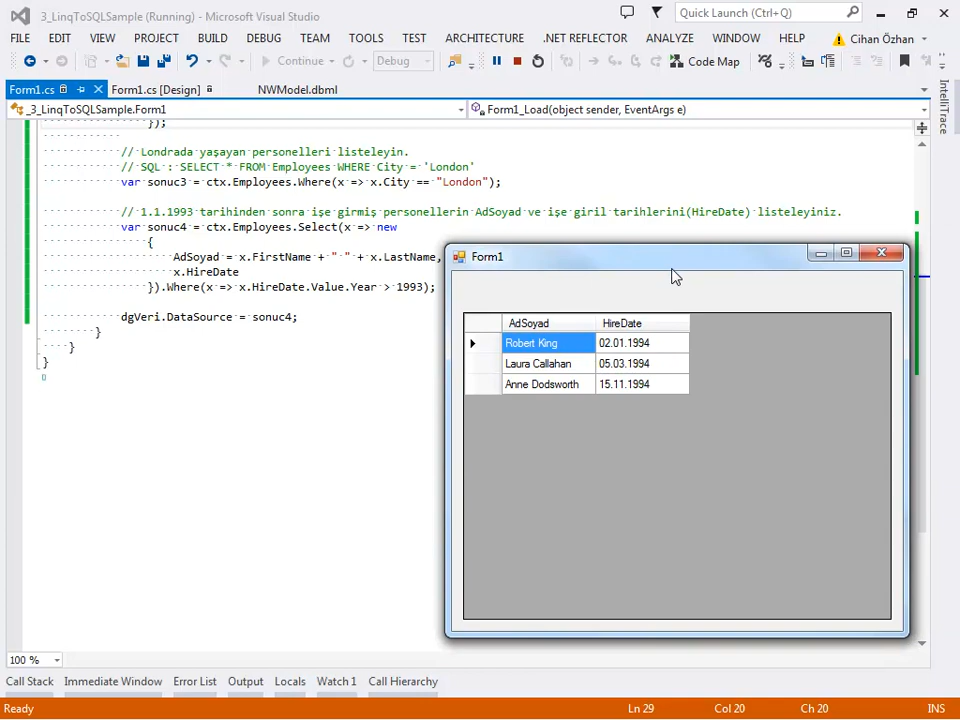 3_LinqToSQLSample (Running) - Microsoft Visual Studio
Quick Launch (Ctrl+Q)
FILE EDIT VIEW PROJECT BUILD DEBUG TEAM TOOLS TEST ARCHITECTURE .NET REFLECTOR ANALYZE WINDOW HELP Cihan Özhan
Continue Debug Code Map
Form1.cs Form1.cs [Design] NWModel.dbml
_3_LinqToSQLSample.Form1 Form1_Load(object sender, EventArgs e)
IntelliTrace
});
// Londrada yaşayan personelleri listeleyin.
// SQL : SELECT * FROM Employees WHERE City = 'London'
var sonuc3 = ctx.Employees.Where(x => x.City == "London");
// 1.1.1993 tarihinden sonra işe girmiş personellerin AdSoyad ve işe giril tarihlerini(HireDate) listeleyiniz.
var sonuc4 = ctx.Employees.Select(x => new
{
AdSoyad = x.FirstName + " " + x.LastName,
x.HireDate
}).Where(x => x.HireDate.Value.Year > 1993);
dgVeri.DataSource = sonuc4;
}
}
}
Form1
AdSoyad HireDate
Robert King 02.01.1994
Laura Callahan 05.03.1994
Anne Dodsworth 15.11.1994
100 %
Call Stack Immediate Window Error List Output Locals Watch 1 Call Hierarchy
Ready Ln 29 Col 20 Ch 20 INS